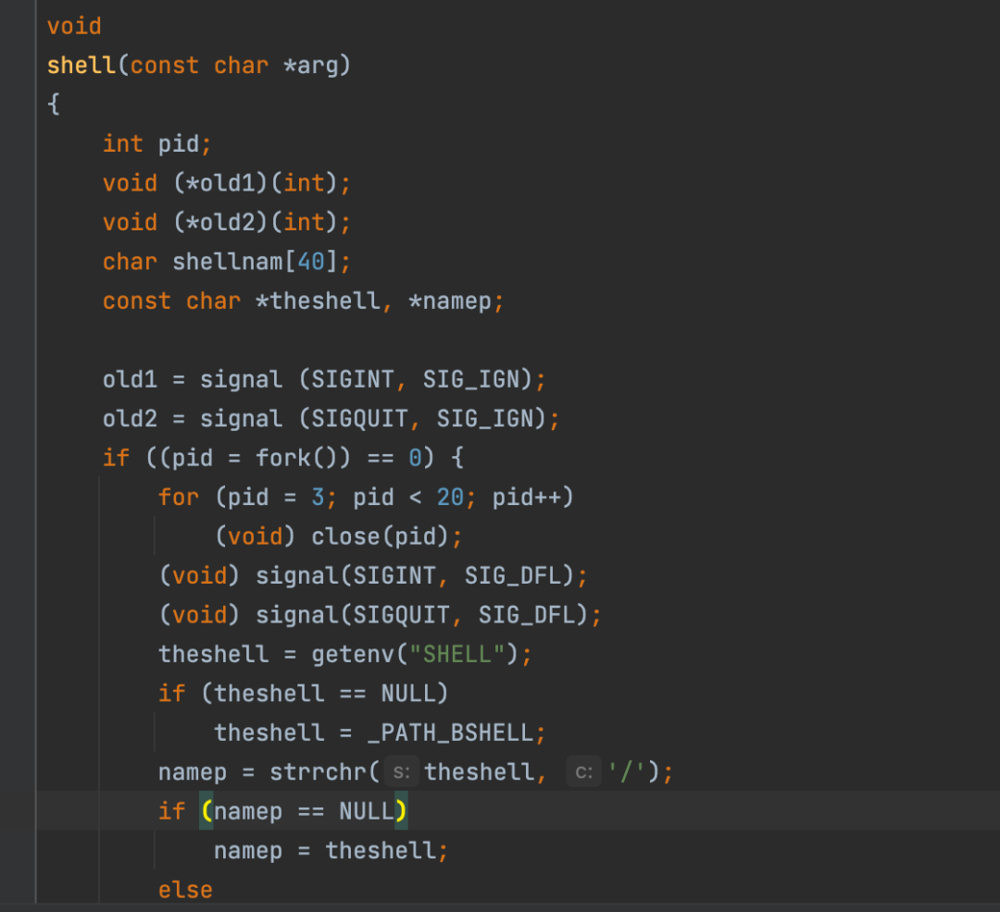 void
shell(const char *arg)
{
    int pid;
    void (*old1)(int);
    void (*old2)(int);
    char shellnam[40];
    const char *theshell, *namep;

    old1 = signal (SIGINT, SIG_IGN);
    old2 = signal (SIGQUIT, SIG_IGN);
    if ((pid = fork()) == 0) {
        for (pid = 3; pid < 20; pid++)
            (void) close(pid);
        (void) signal(SIGINT, SIG_DFL);
        (void) signal(SIGQUIT, SIG_DFL);
        theshell = getenv("SHELL");
        if (theshell == NULL)
            theshell = _PATH_BSHELL;
        namep = strrchr( s: theshell, c: '/');
        if (namep == NULL)
            namep = theshell;
        else